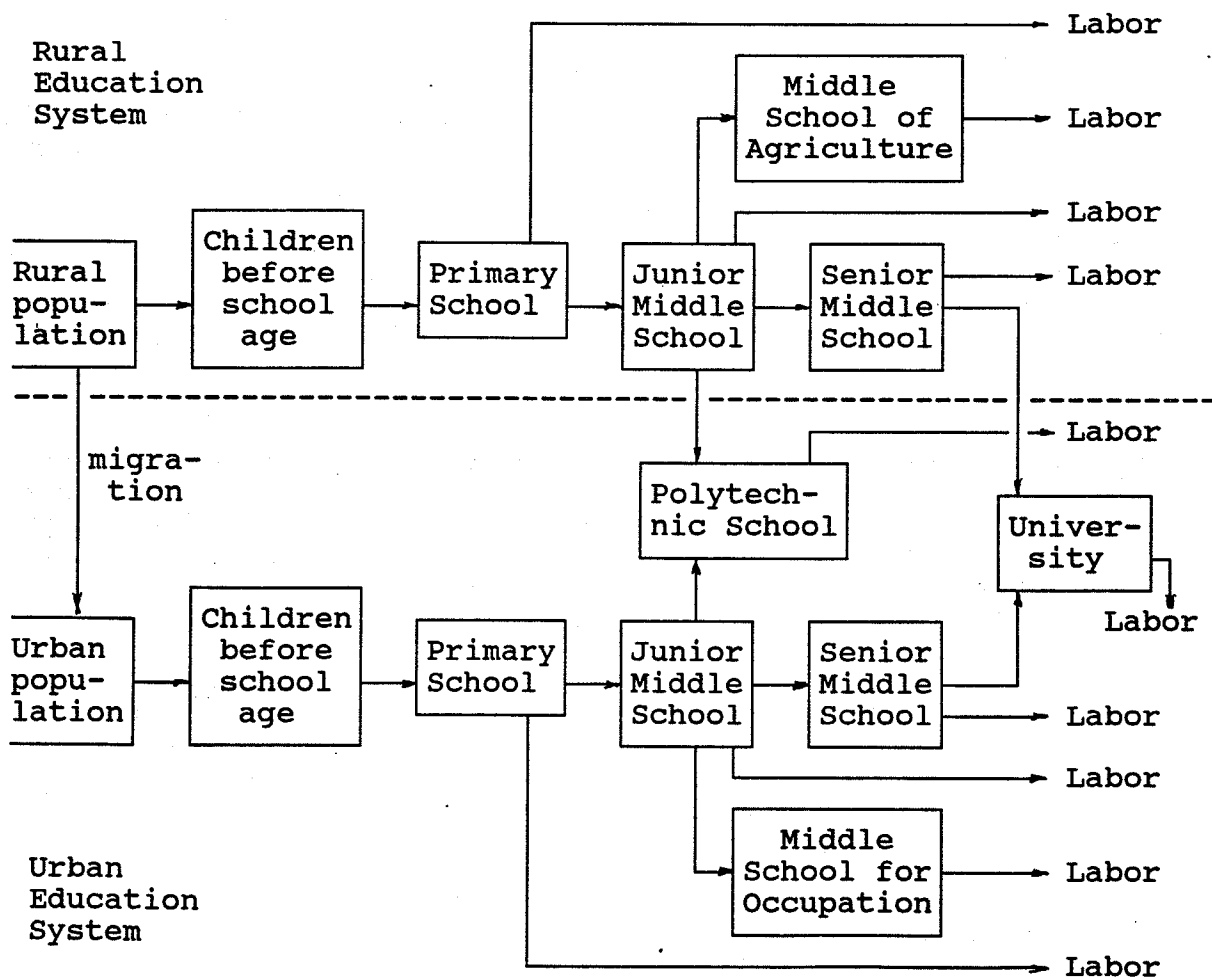 Rural
Education
System
Labor
Middle
School of
Agriculture
Labor
Labor
Rural
popu-
lation
Children
before
school
age
Primary
School
Junior
Middle
School
Senior
Middle
School
Labor
migra-
tion
Labor
Polytech-
nic School
Univer-
sity
Labor
Urban
popu-
lation
Children
before
school
age
Primary
School
Junior
Middle
School
Senior
Middle
School
Labor
Labor
Middle
School for
Occupation
Labor
Urban
Education
System
Labor